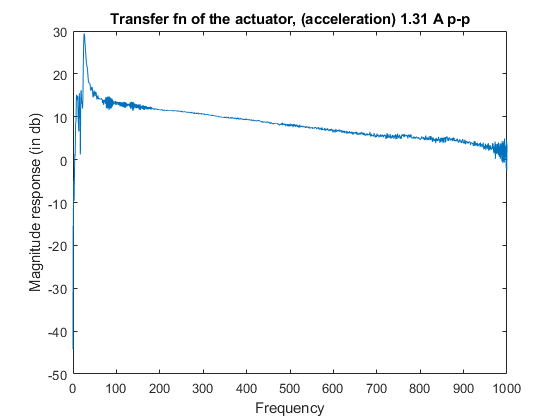 Transfer fn of the actuator, (acceleration) 1.31 A p-p
30
20
10
0
-10
-20
-30
-40
-50
Magnitude response (in db)
0 100 200 300 400 500 600 700 800 900 1000
Frequency